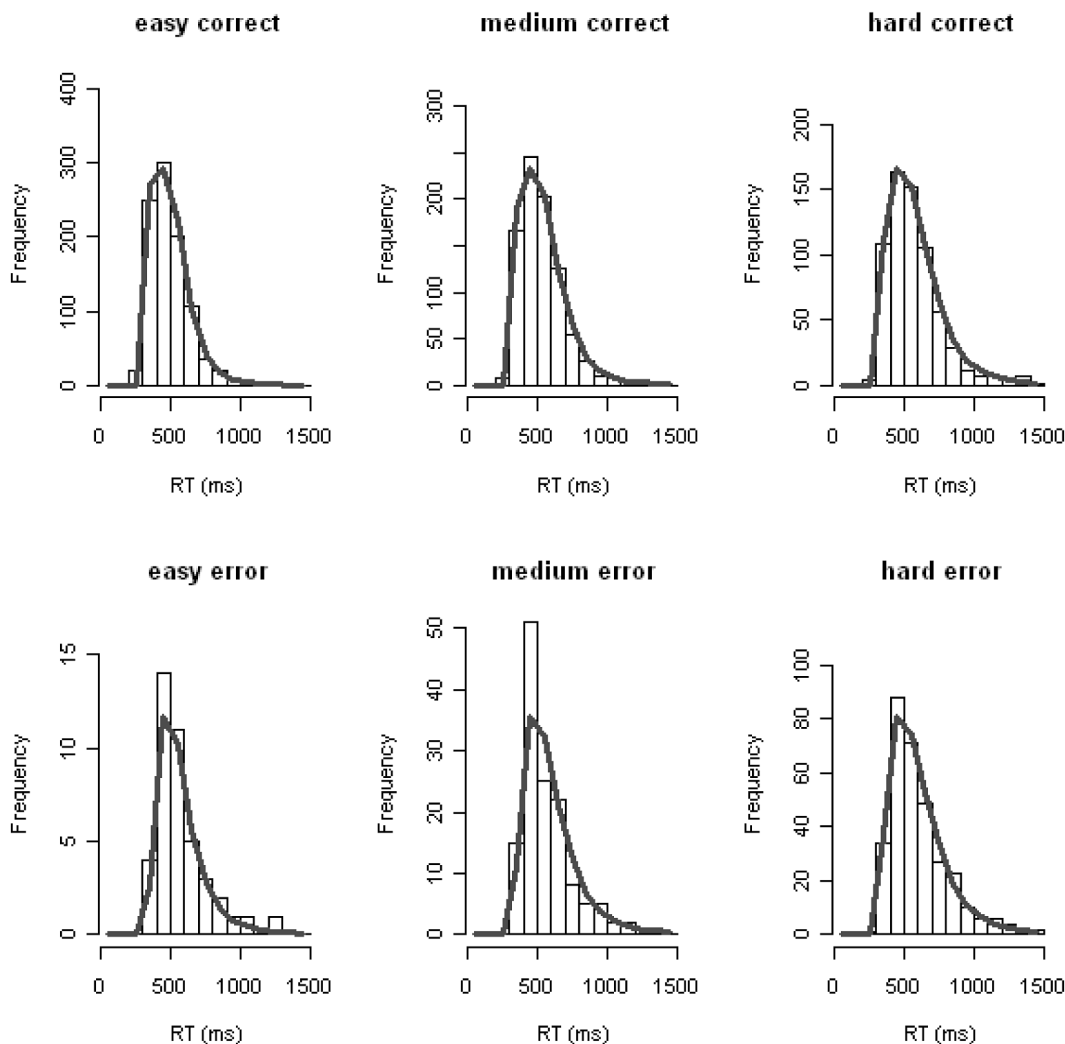 easy correct
medium correct
hard correct
Frequency
0 100 200 300 400
0 500 1000 1500
RT (ms)
Frequency
0 50 100 200 300
0 500 1000 1500
RT (ms)
Frequency
0 50 100 150 200
0 500 1000 1500
RT (ms)
easy error
medium error
hard error
Frequency
0 5 10 15
0 500 1000 1500
RT (ms)
Frequency
0 10 20 30 40 50
0 500 1000 1500
RT (ms)
Frequency
0 20 40 60 80 100
0 500 1000 1500
RT (ms)